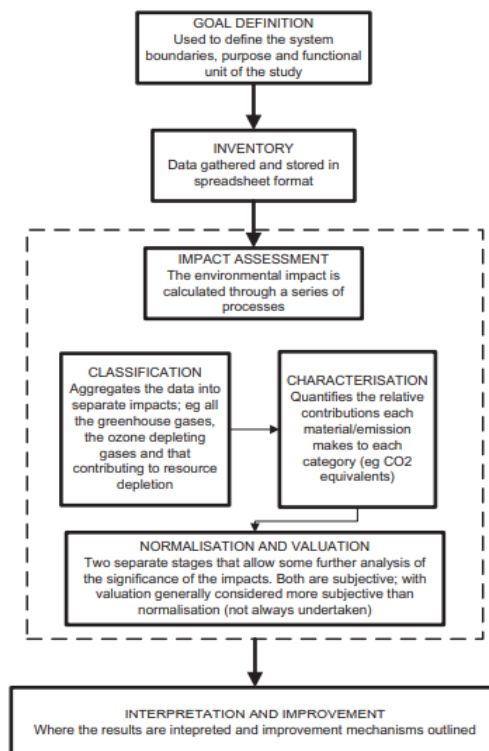 GOAL DEFINITION
Used to define the system
boundaries, purpose and functional
unit of the study
INVENTORY
Data gathered and stored in
spreadsheet format
IMPACT ASSESSMENT
The environmental impact is
calculated through a series of
processes
CLASSIFICATION
Aggregates the data into
separate impacts; eg all
the greenhouse gases,
the ozone depleting
gases and that
contributing to resource
depletion
CHARACTERISATION
Quantifies the relative
contributions each
material/emission
makes to each
category (eg CO2
equivalents)
NORMALISATION AND VALUATION
Two separate stages that allow some further analysis
of the significance of the impacts. Both are subjective; with
valuation generally considered more subjective than
normalisation (not always undertaken)
INTERPRETATION AND IMPROVEMENT
Where the results are intepreted and improvement mechanisms outlined